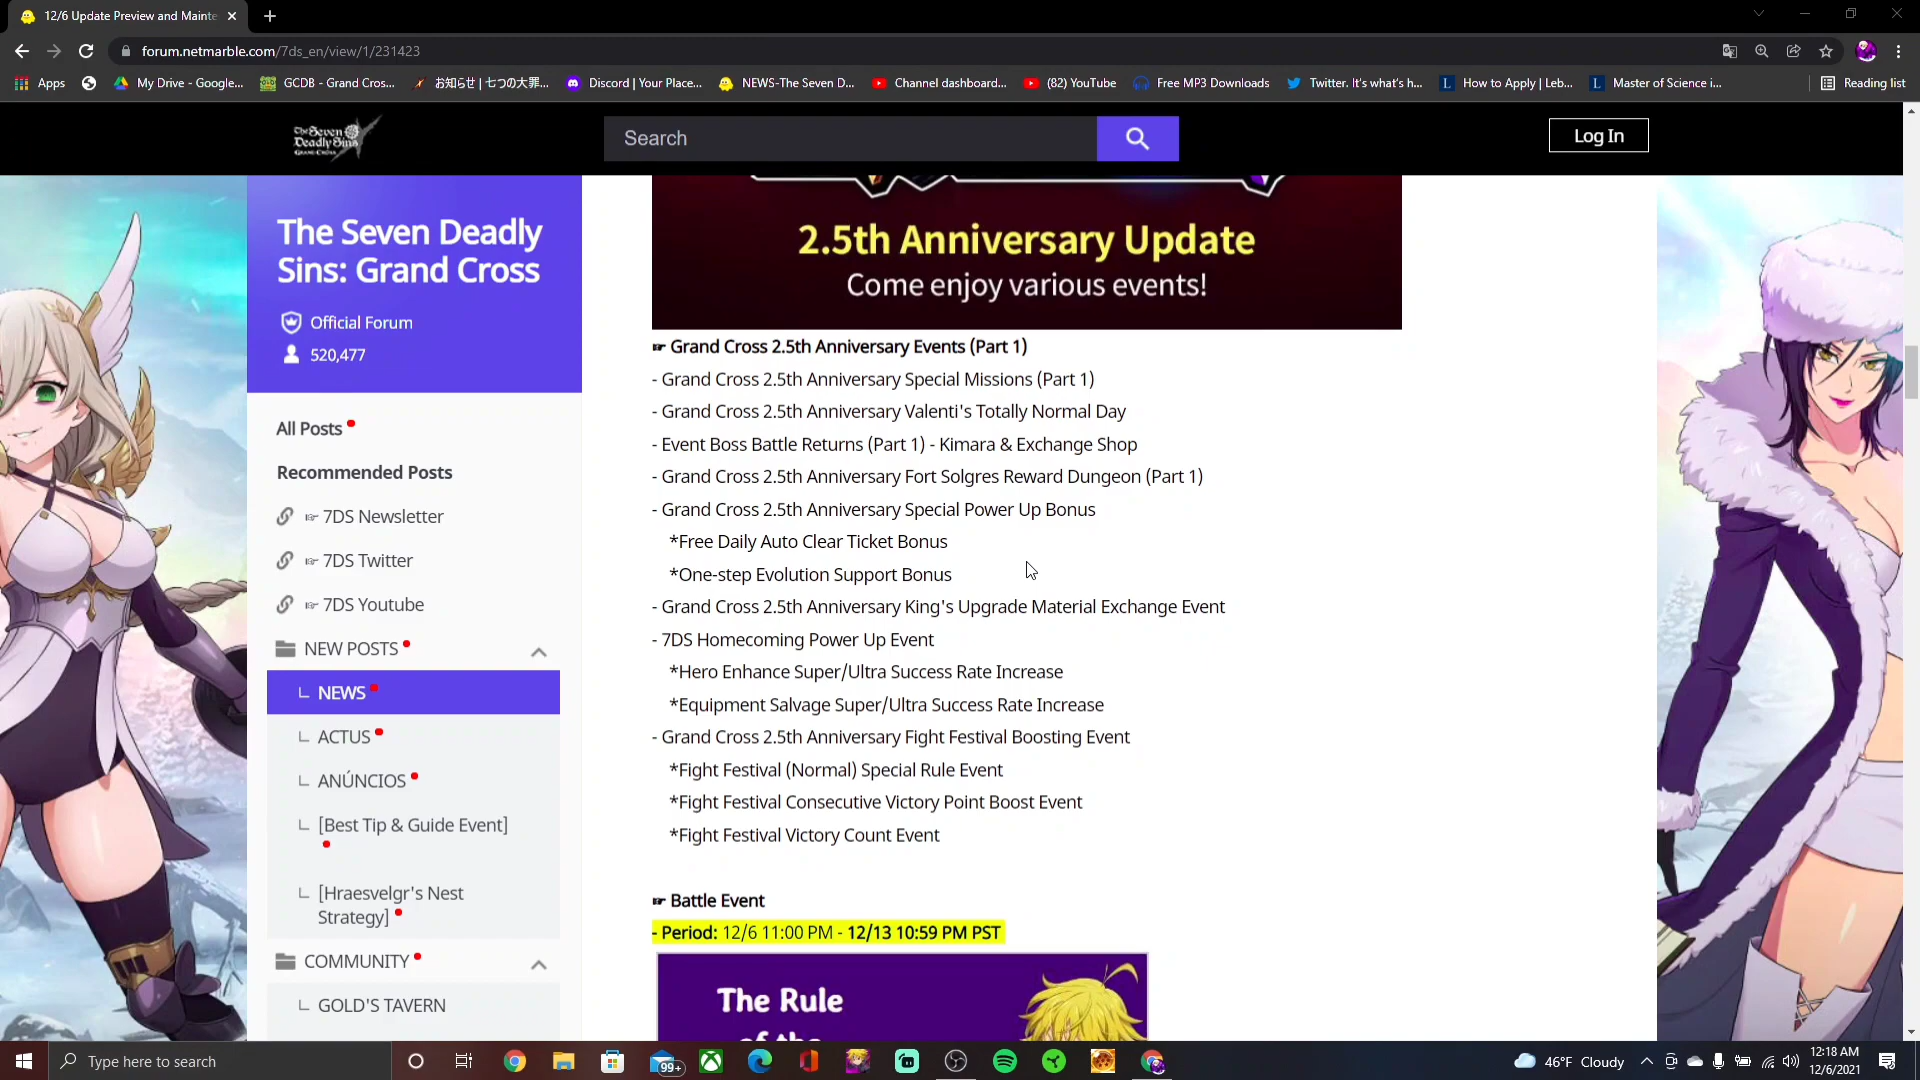 12/6 Update Preview and Mainte
forum.netmarble.com/7ds_en/view/1/231423
Apps
My Drive - Google...
GCDB - Grand Cros...
お知らせ | 七つの大罪...
Discord | Your Place...
NEWS-The Seven D...
Channel dashboard...
(82) YouTube
Free MP3 Downloads
Twitter. It's what's h...
How to Apply | Leb...
Master of Science i...
Reading list
The Seven
Deadly Sins
GRAND CROSS
Search
Log In
The Seven Deadly
Sins: Grand Cross
Official Forum
520,477
All Posts
Recommended Posts
☞ 7DS Newsletter
☞ 7DS Twitter
☞ 7DS Youtube
NEW POSTS
NEWS
ACTUS
ANÚNCIOS
[Best Tip & Guide Event]
[Hraesvelgr's Nest
Strategy]
COMMUNITY
GOLD'S TAVERN
2.5th Anniversary Update
Come enjoy various events!
☞ Grand Cross 2.5th Anniversary Events (Part 1)
- Grand Cross 2.5th Anniversary Special Missions (Part 1)
- Grand Cross 2.5th Anniversary Valenti's Totally Normal Day
- Event Boss Battle Returns (Part 1) - Kimara & Exchange Shop
- Grand Cross 2.5th Anniversary Fort Solgres Reward Dungeon (Part 1)
- Grand Cross 2.5th Anniversary Special Power Up Bonus
*Free Daily Auto Clear Ticket Bonus
*One-step Evolution Support Bonus
- Grand Cross 2.5th Anniversary King's Upgrade Material Exchange Event
- 7DS Homecoming Power Up Event
*Hero Enhance Super/Ultra Success Rate Increase
*Equipment Salvage Super/Ultra Success Rate Increase
- Grand Cross 2.5th Anniversary Fight Festival Boosting Event
*Fight Festival (Normal) Special Rule Event
*Fight Festival Consecutive Victory Point Boost Event
*Fight Festival Victory Count Event
☞ Battle Event
- Period: 12/6 11:00 PM - 12/13 10:59 PM PST
The Rule
of the
Type here to search
99+
46°F Cloudy
12:18 AM
12/6/2021